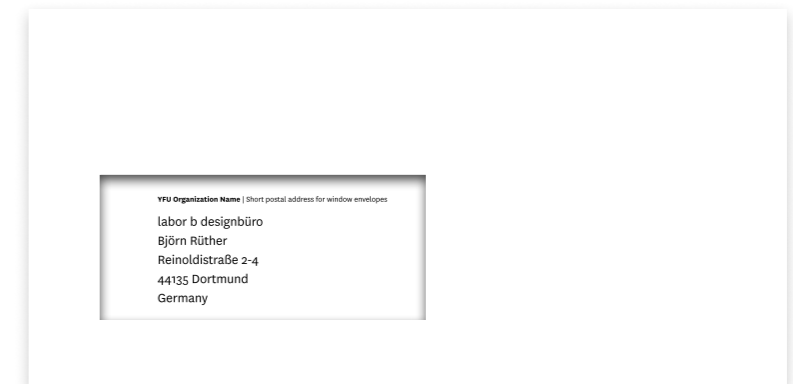 YFU Organization Name | Short postal address for window envelopes
labor b designbüro
Björn Rüther
Reinoldistraße 2-4
44135 Dortmund
Germany